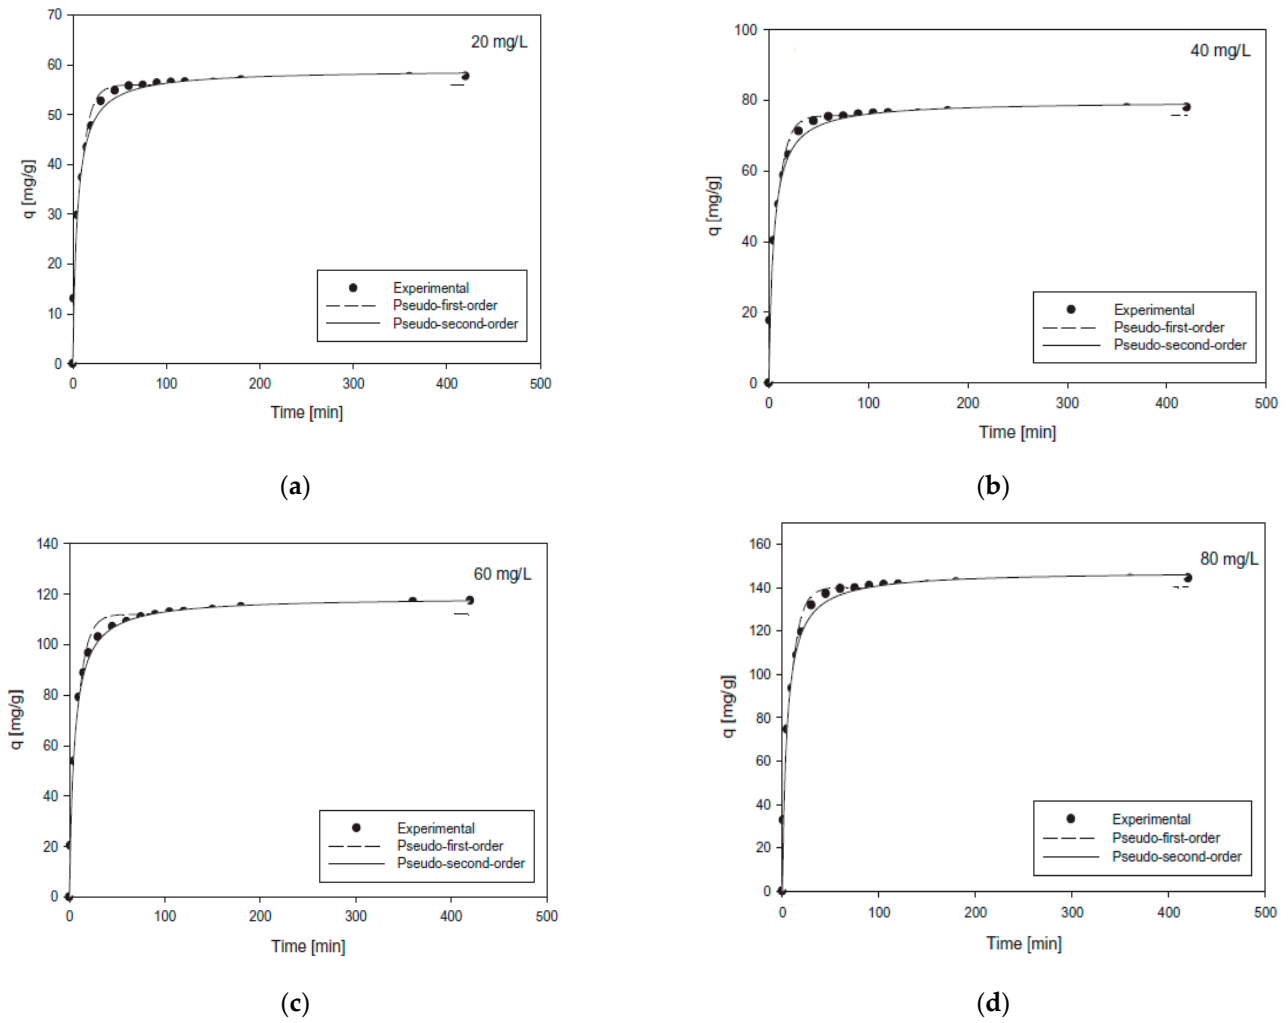 70
60
50
40
30
20
10
0
q [mg/g]
20 mg/L
Experimental
Pseudo-first-order
Pseudo-second-order
0 100 200 300 400 500
Time [min]
(a)
100
80
60
40
20
0
q [mg/g]
40 mg/L
Experimental
Pseudo-first-order
Pseudo-second-order
0 100 200 300 400 500
Time [min]
(b)
140
120
100
80
60
40
20
0
q [mg/g]
60 mg/L
Experimental
Pseudo-first-order
Pseudo-second-order
0 100 200 300 400 500
Time [min]
(c)
160
140
120
100
80
60
40
20
0
q [mg/g]
80 mg/L
Experimental
Pseudo-first-order
Pseudo-second-order
0 100 200 300 400 500
Time [min]
(d)